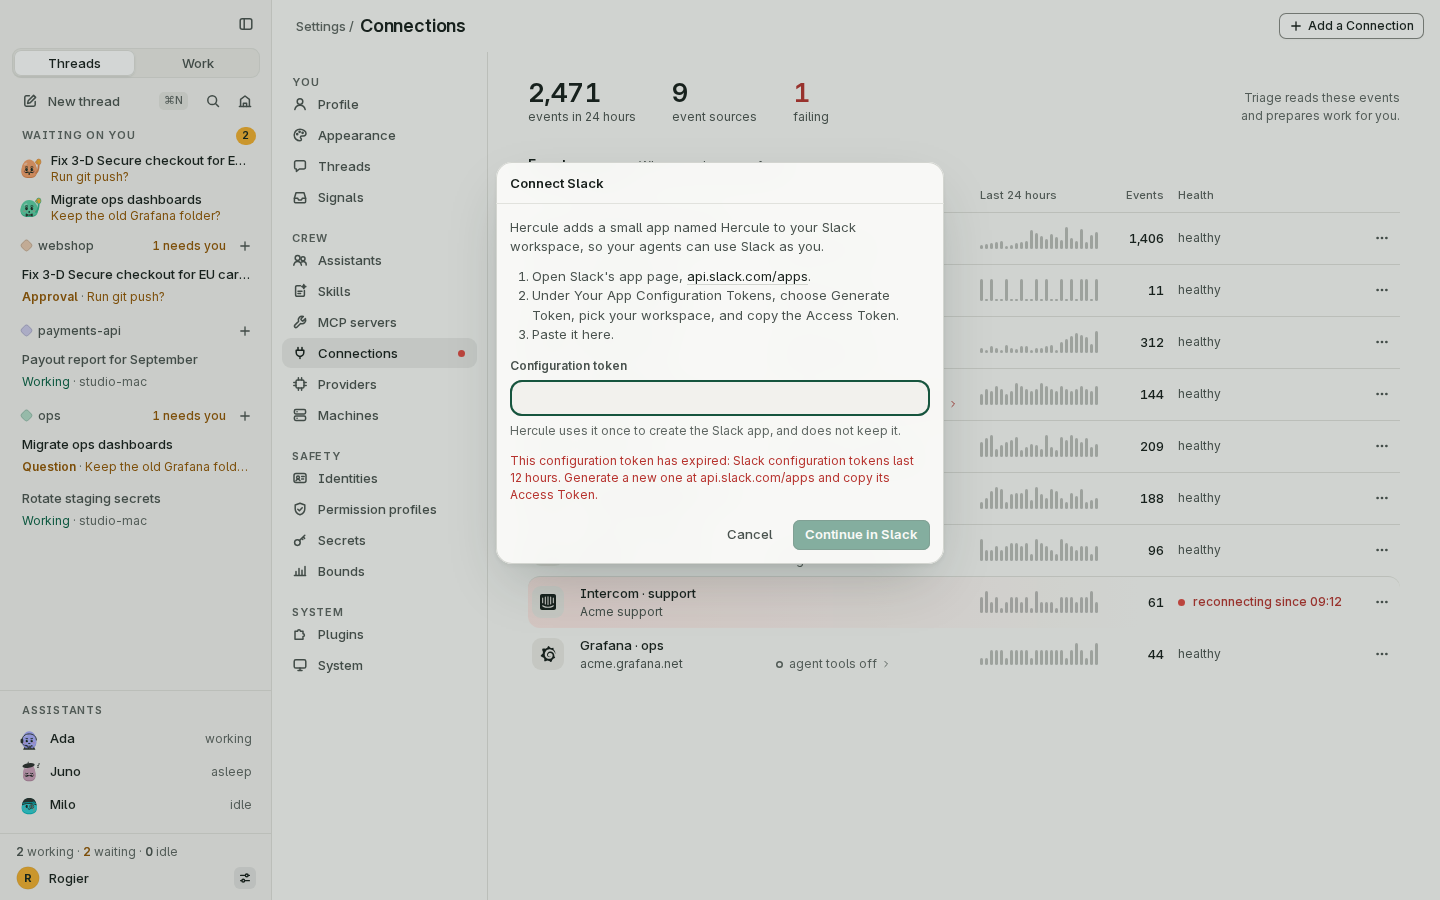 Threads
Work
New thread
⌘N
WAITING ON YOU
2
Fix 3-D Secure checkout for E...
Run git push?
Migrate ops dashboards
Keep the old Grafana folder?
webshop
1 needs you
Fix 3-D Secure checkout for EU car...
Approval · Run git push?
payments-api
Payout report for September
Working · studio-mac
ops
1 needs you
Migrate ops dashboards
Question · Keep the old Grafana fold...
Rotate staging secrets
Working · studio-mac
ASSISTANTS
Ada
working
Juno
asleep
Milo
idle
2 working · 2 waiting · 0 idle
R
Rogier
Settings / Connections
Add a Connection
YOU
Profile
Appearance
Threads
Signals
CREW
Assistants
Skills
MCP servers
Connections
Providers
Machines
SAFETY
Identities
Permission profiles
Secrets
Bounds
SYSTEM
Plugins
System
2,471
events in 24 hours
9
event sources
1
failing
Triage reads these events
and prepares work for you.
Last 24 hours
Events
Health
1,406
healthy
11
healthy
312
healthy
144
healthy
209
healthy
188
healthy
96
healthy
Connect Slack
Hercule adds a small app named Hercule to your Slack
workspace, so your agents can use Slack as you.
1. Open Slack's app page, api.slack.com/apps.
2. Under Your App Configuration Tokens, choose Generate
Token, pick your workspace, and copy the Access Token.
3. Paste it here.
Configuration token
Hercule uses it once to create the Slack app, and does not keep it.
This configuration token has expired: Slack configuration tokens last
12 hours. Generate a new one at api.slack.com/apps and copy its
Access Token.
Cancel
Continue in Slack
Intercom · support
Acme support
61
reconnecting since 09:12
Grafana · ops
acme.grafana.net
agent tools off
44
healthy